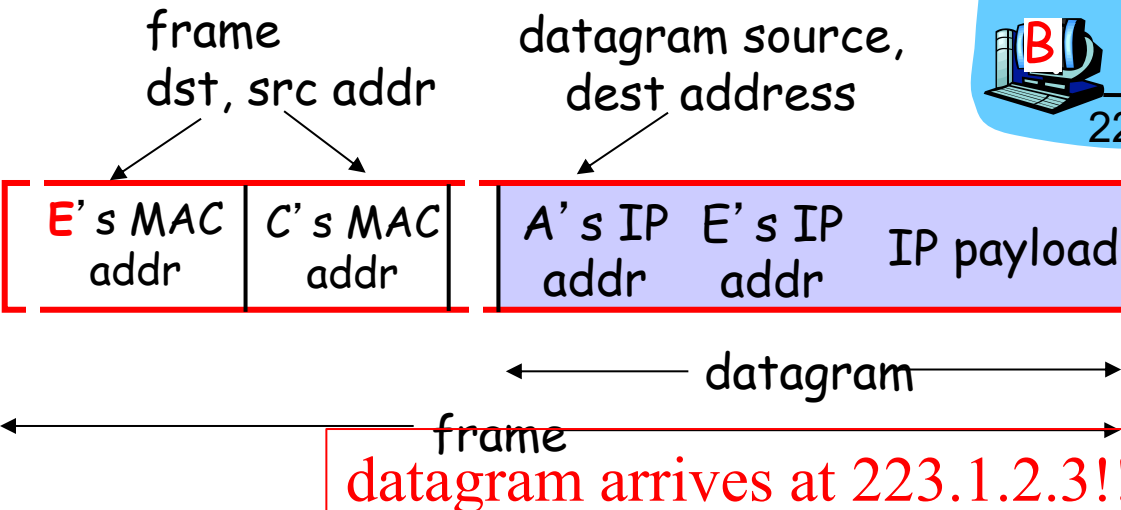 frame
dst, src addr
datagram source,
dest address
B
22
E's MAC
addr
C's MAC
addr
A's IP
addr
E's IP
addr
IP payload
datagram
frame
datagram arrives at 223.1.2.3!!